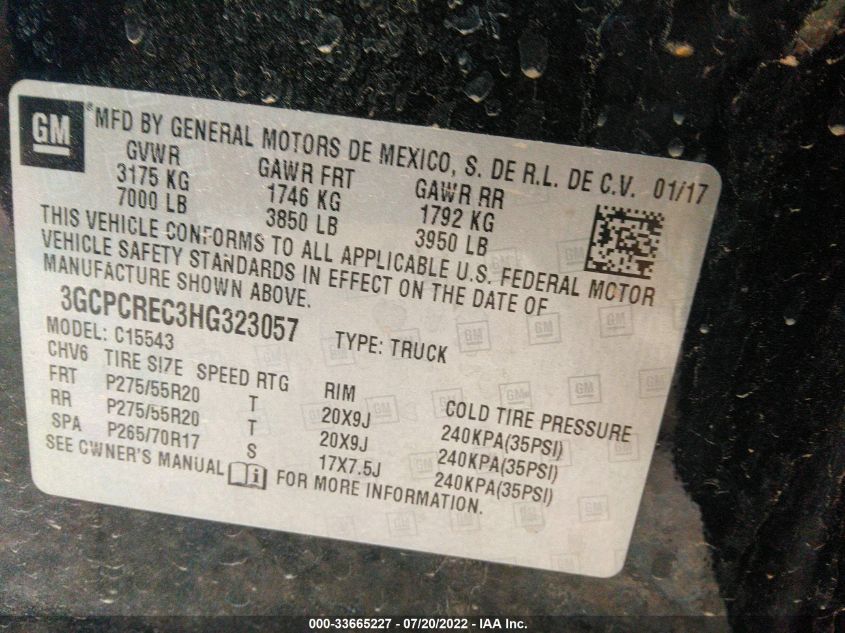 GM ® MFD BY GENERAL MOTORS DE MEXICO, S. DE R.L. DE C.V. 01/17
GVWR GAWR FRT GAWR RR
3175 KG 1746 KG 1792 KG
7000 LB 3850 LB 3950 LB
THIS VEHICLE CONFORMS TO ALL APPLICABLE U.S. FEDERAL MOTOR
VEHICLE SAFETY STANDARDS IN EFFECT ON THE DATE OF
MANUFACTURE SHOWN ABOVE.
3GCPCREC3HG323057 TYPE: TRUCK
MODEL: C15543
CHV6 TIRE SIZE SPEED RTG RIM COLD TIRE PRESSURE
FRT P275/55R20 T 20X9J 240KPA(35PSI)
RR P275/55R20 T 20X9J 240KPA(35PSI)
SPA P265/70R17 S 17X7.5J 240KPA(35PSI)
SEE OWNER'S MANUAL FOR MORE INFORMATION.
000-33665227 - 07/20/2022 - IAA Inc.